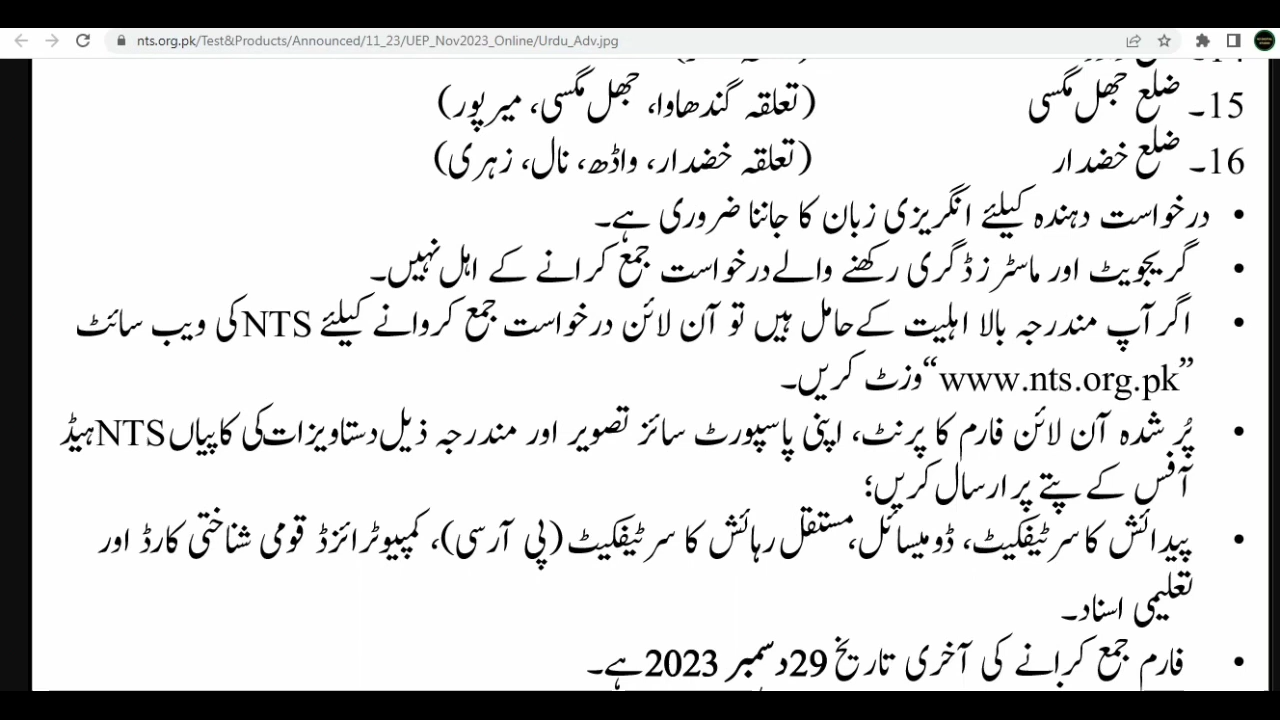 nts.org.pk/Test&Products/Announced/11_23/UEP_Nov2023_Online/Urdu_Adv.jpg
15۔ ضلع جھل مگسی (تعلقہ گندھاوا، جھل مگسی، میرپور)
16۔ ضلع خضدار (تعلقہ خضدار، واڈھ، نال، زہری)
• درخواست دہندہ کیلئے انگریزی زبان کا جاننا ضروری ہے۔
• گریجویٹ اور ماسٹرز ڈگری رکھنے والے درخواست جمع کرانے کے اہل نہیں۔
• اگر آپ مندرجہ بالا اہلیت کے حامل ہیں تو آن لائن درخواست جمع کروانے کیلئے NTS کی ویب سائٹ
”www.nts.org.pk“ وزٹ کریں۔
• پُر شدہ آن لائن فارم کا پرنٹ، اپنی پاسپورٹ سائز تصویر اور مندرجہ ذیل دستاویزات کی کاپیاں NTS ہیڈ
آفس کے پتے پر ارسال کریں؛
• پیدائش کا سرٹیفکیٹ، ڈومیسائل، مستقل رہائش کا سرٹیفکیٹ (پی آر سی)، کمپیوٹرائزڈ قومی شناختی کارڈ اور
تعلیمی اسناد۔
• فارم جمع کرانے کی آخری تاریخ 29 دسمبر 2023 ہے۔